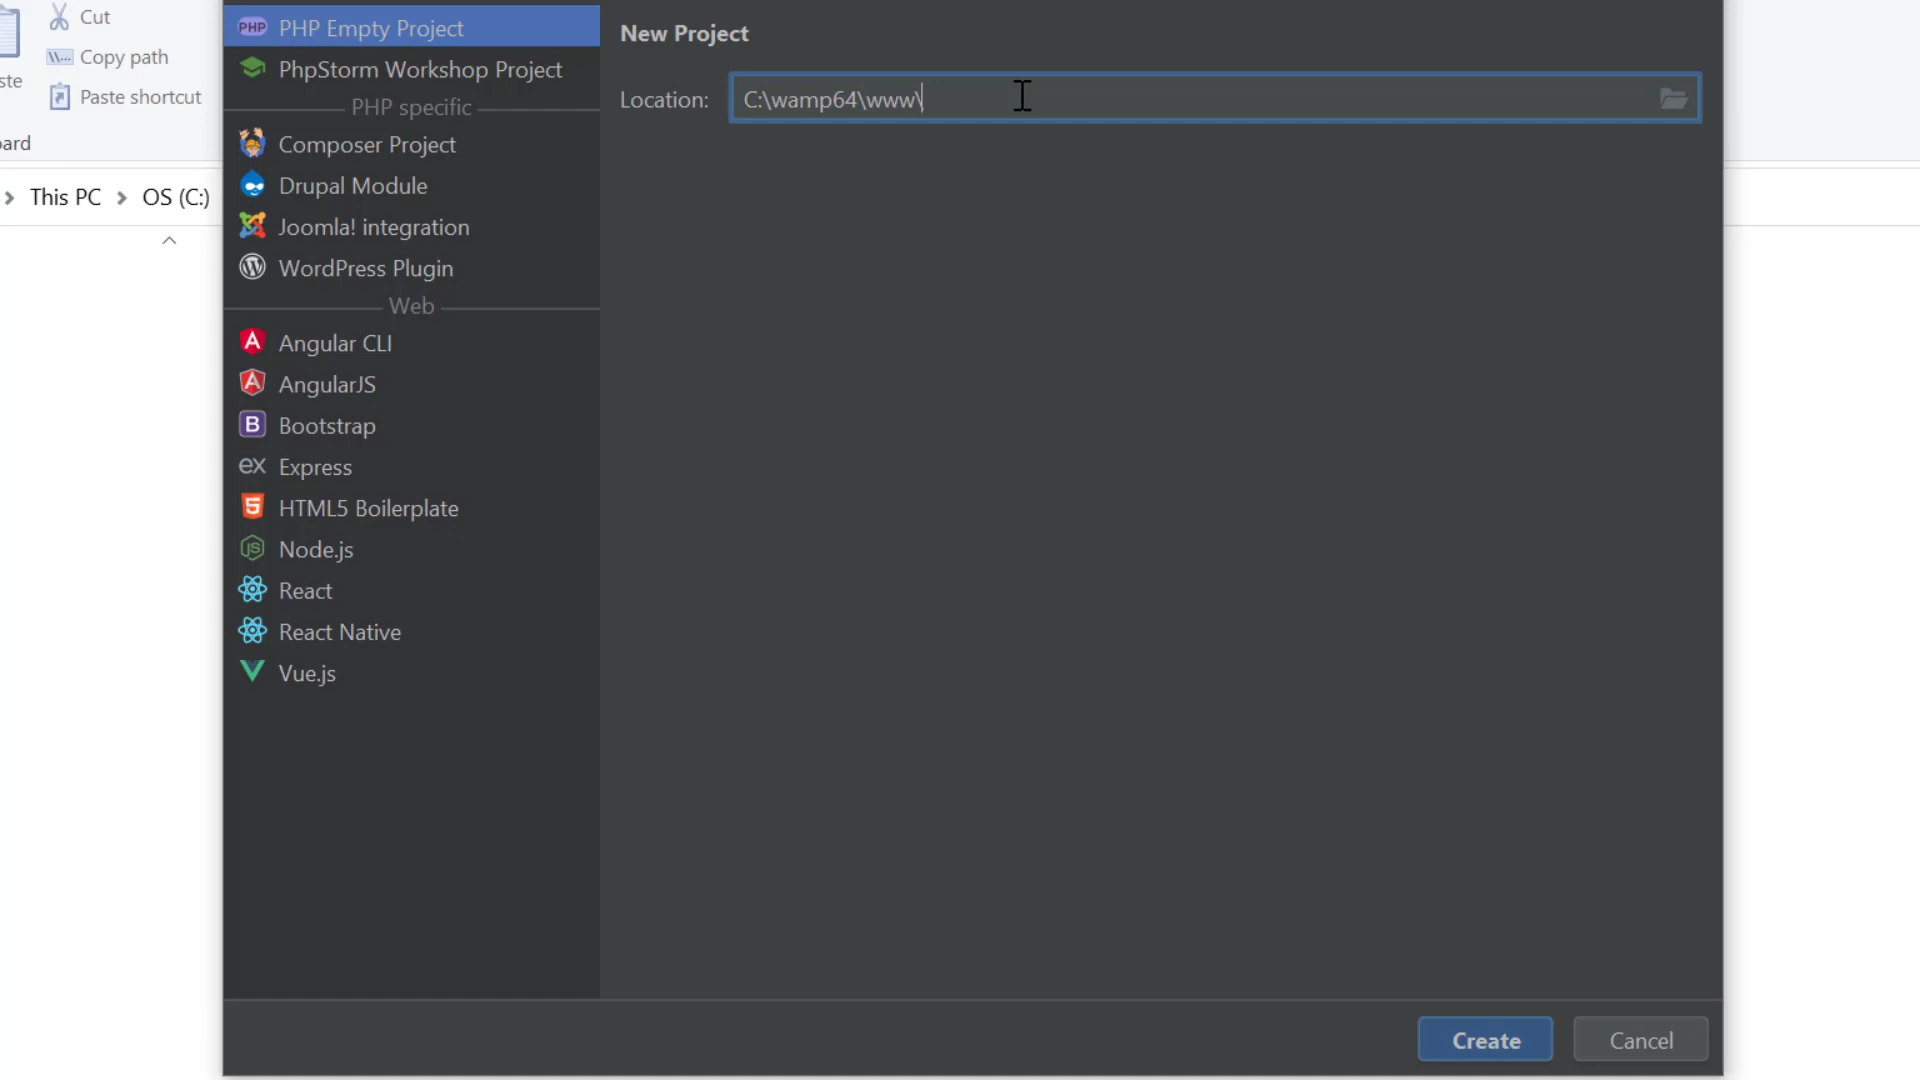 Cut
Copy path
ste
Paste shortcut
ard
This PC
OS (C:)
PHP
PHP Empty Project
PhpStorm Workshop Project
PHP specific
Composer Project
Drupal Module
Joomla! integration
WordPress Plugin
Web
Angular CLI
AngularJS
Bootstrap
ex Express
HTML5 Boilerplate
Node.js
React
React Native
Vue.js
New Project
Location: C:\wamp64\www\
Create
Cancel